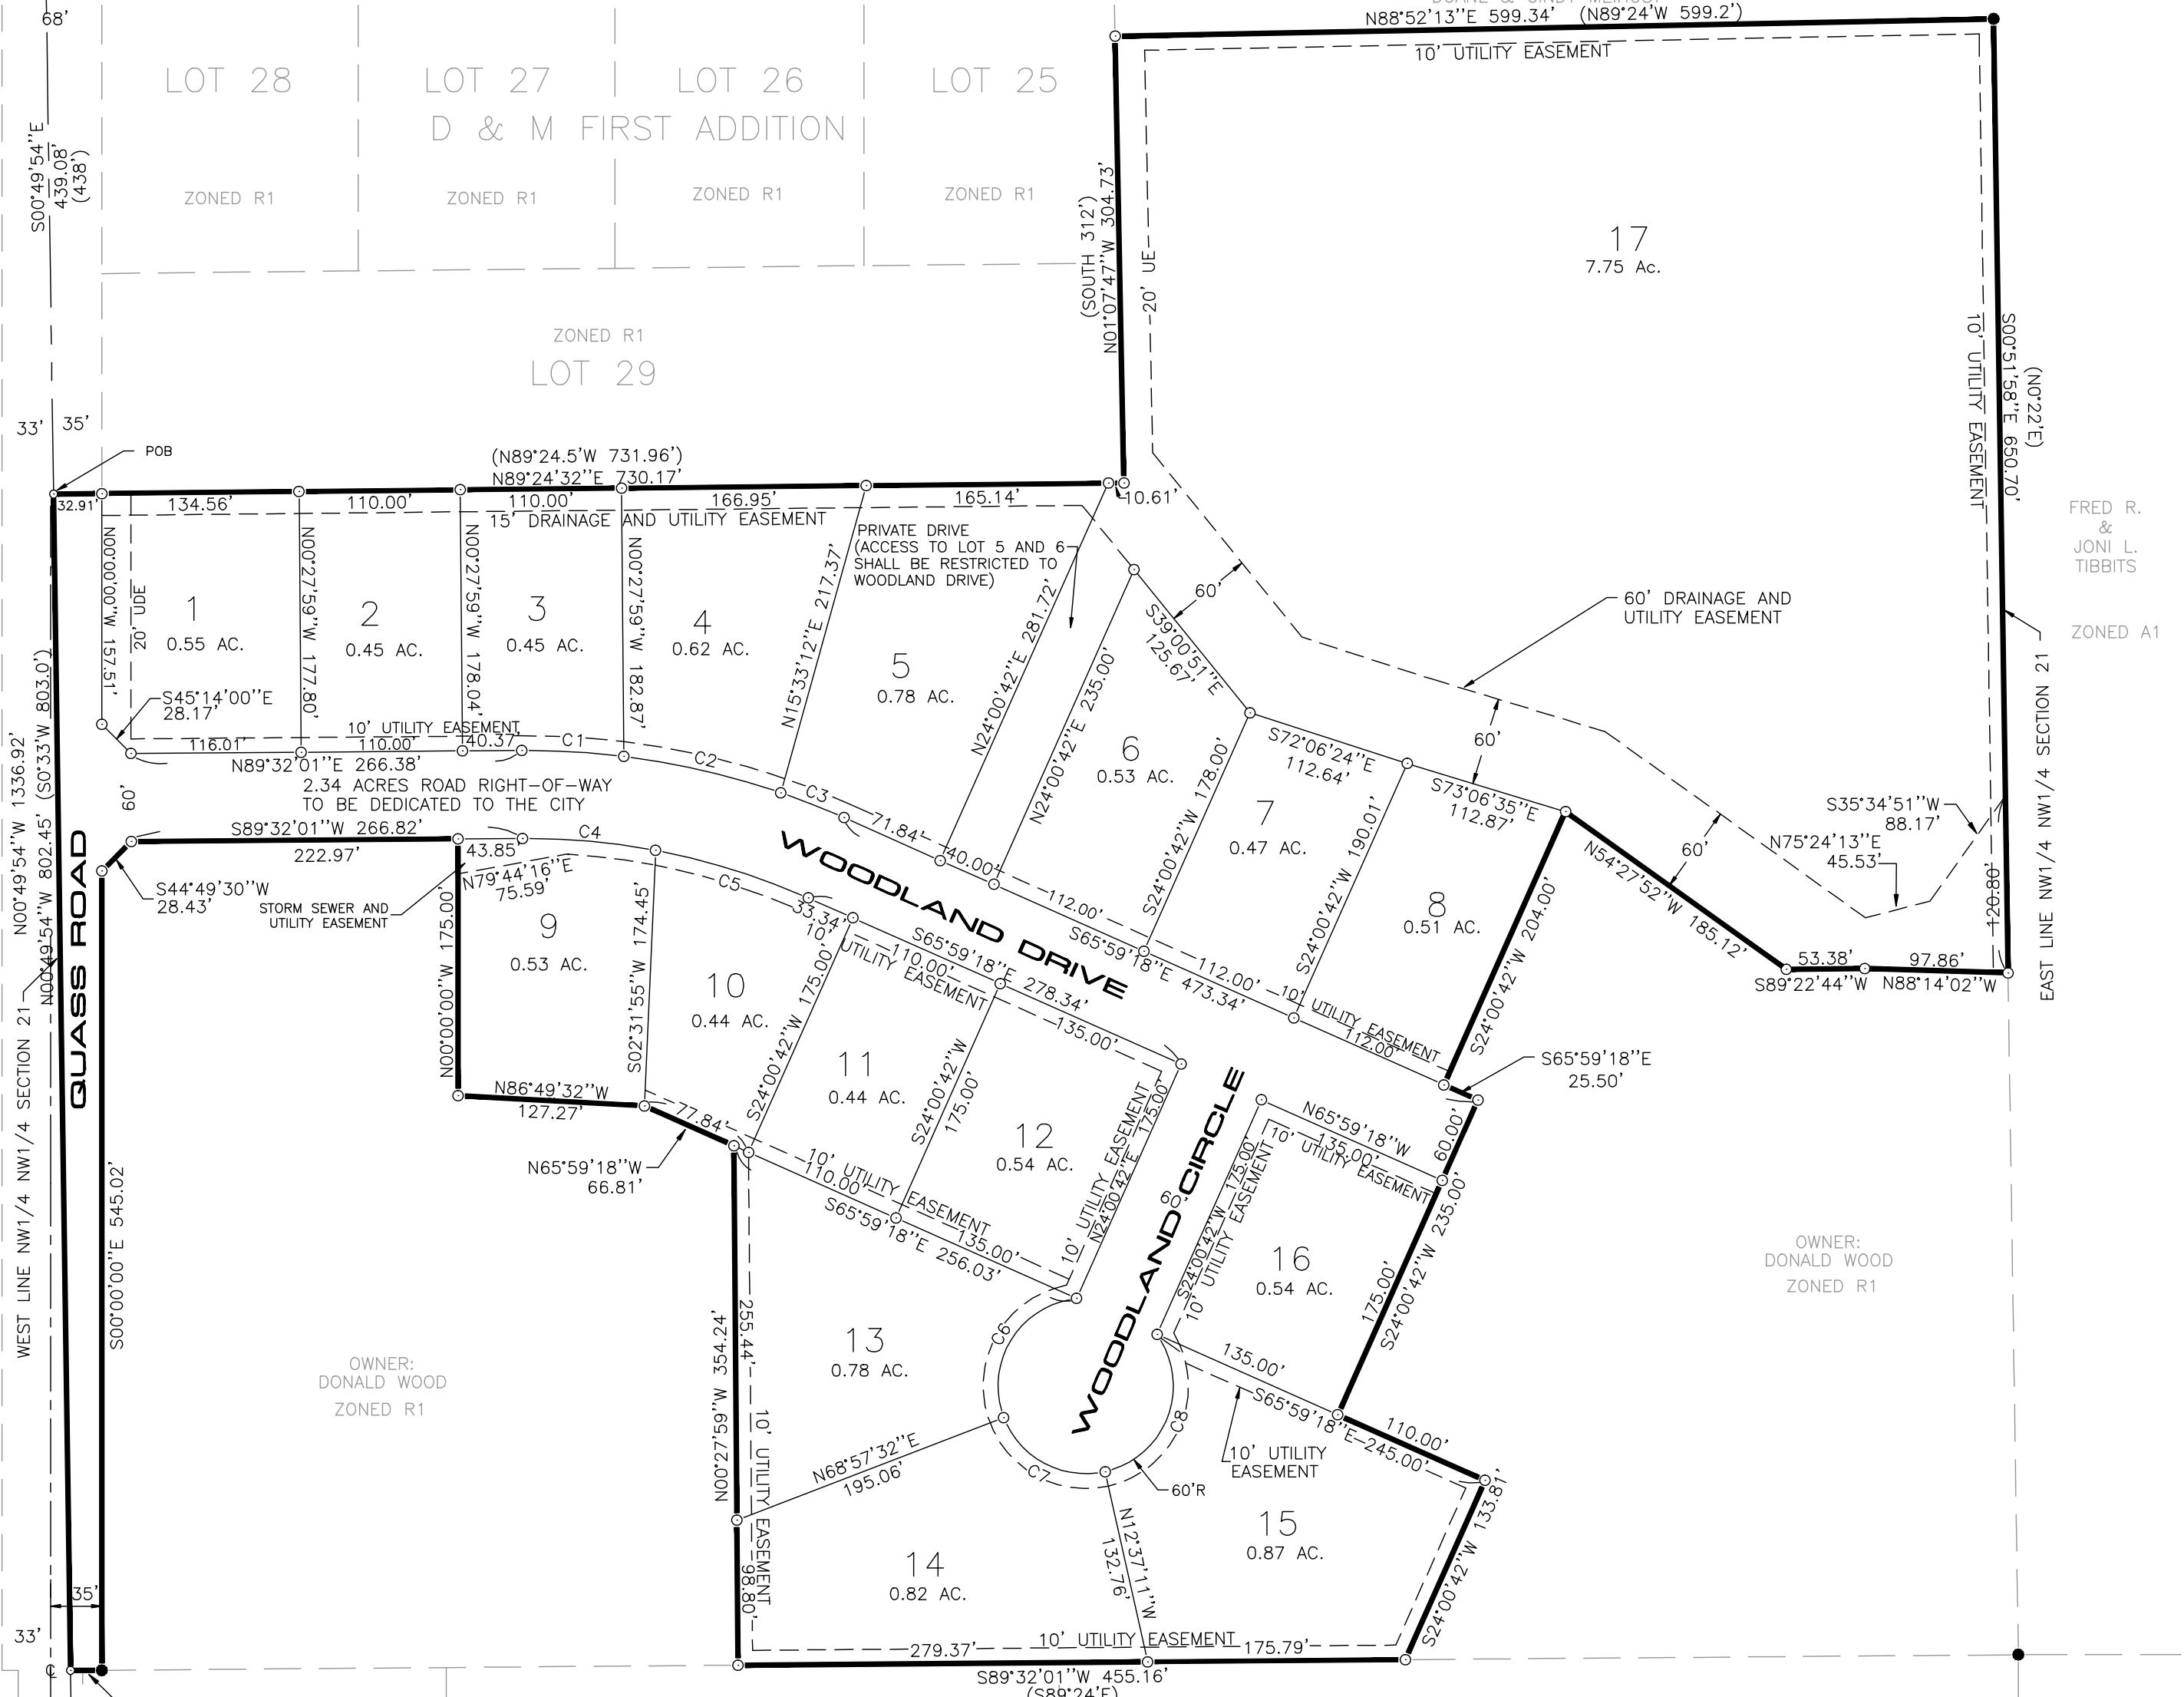 68'
N88°52'13''E 599.34' (N89°24'W 599.2')
10' UTILITY EASEMENT
LOT 28
LOT 27
LOT 26
LOT 25
D & M FIRST ADDITION
ZONED R1
ZONED R1
ZONED R1
ZONED R1
S00°49'54''E
439.08'
(438')
(SOUTH 312')
N01°07'47''W 304.73'
20' UE
17
7.75 Ac.
10' UTILITY EASEMENT
S00°51'58''E 650.70'
(N0°22'E)
ZONED R1
LOT 29
33'
35'
POB
(N89°24.5'W 731.96')
N89°24'32''E 730.17'
32.91'
134.56'
110.00'
110.00'
166.95'
165.14'
10.61'
15' DRAINAGE AND UTILITY EASEMENT
PRIVATE DRIVE
(ACCESS TO LOT 5 AND 6
SHALL BE RESTRICTED TO
WOODLAND DRIVE)
FRED R.
&
JONI L.
TIBBITS
ZONED A1
N00°00'00''W 157.51'
20' UDE
1
0.55 AC.
N00°27'59''W 177.80'
2
0.45 AC.
N00°27'59''W 178.04'
3
0.45 AC.
N00°27'59''W 182.87'
4
0.62 AC.
N15°33'12''E 217.37'
5
0.78 AC.
N24°00'42''E 281.72'
N24°00'42''E 235.00'
6
0.53 AC.
S39°00'51''E
125.67'
60'
60' DRAINAGE AND
UTILITY EASEMENT
S45°14'00''E
28.17'
10' UTILITY EASEMENT
116.01'
110.00'
40.37'
C1
C2
C3
71.84'
40.00'
N89°32'01''E 266.38'
2.34 ACRES ROAD RIGHT-OF-WAY
TO BE DEDICATED TO THE CITY
60'
S72°06'24''E
112.64'
S24°00'42''W 178.00'
7
0.47 AC.
S24°00'42''W 190.01'
S73°06'35''E
112.87'
60'
8
0.51 AC.
S24°00'42''W 204.00'
N54°27'52''W 185.12'
60'
S35°34'51''W
88.17'
N75°24'13''E
45.53'
120.80'
53.38'
97.86'
S89°22'44''W
N88°14'02''W
EAST LINE NW1/4 NW1/4 SECTION 21
N00°49'54''W 1336.92'
N00°49'54''W 802.45' (S0°33'W 803.0')
WEST LINE NW1/4 NW1/4 SECTION 21
QUASS ROAD
S89°32'01''W 266.82'
222.97'
43.85'
C4
C5
N79°44'16''E
75.59'
S44°49'30''W
28.43'
STORM SEWER AND
UTILITY EASEMENT
WOODLAND DRIVE
33.34'
10'
UTILITY EASEMENT
110.00'
S65°59'18''E 278.34'
135.00'
112.00'
S65°59'18''E 473.34'
112.00'
10' UTILITY EASEMENT
112.00'
N00°00'00''W 175.00'
9
0.53 AC.
S02°31'55''W 174.45'
10
0.44 AC.
S24°00'42''W 175.00'
11
0.44 AC.
S24°00'42''W
175.00'
12
0.54 AC.
10' UTILITY EASEMENT
N24°00'42''E 175.00'
N86°49'32''W
127.27'
77.84'
N65°59'18''W
66.81'
10' UTILITY EASEMENT
110.00'
S65°59'18''E 256.03'
135.00'
WOODLAND CIRCLE
60'
S65°59'18''E
25.50'
60.00'
N65°59'18''W
135.00'
10' UTILITY EASEMENT
S24°00'42''W 175.00'
10' UTILITY EASEMENT
16
0.54 AC.
175.00'
S24°00'42''W 235.00'
S00°00'00''E 545.02'
OWNER:
DONALD WOOD
ZONED R1
OWNER:
DONALD WOOD
ZONED R1
13
0.78 AC.
N00°27'59''W 354.24'
255.44'
10' UTILITY EASEMENT
98.80'
C6
C7
C8
60'R
N68°57'32''E
195.06'
135.00'
S65°59'18''E 245.00'
110.00'
10' UTILITY
EASEMENT
14
0.82 AC.
N12°37'11''W
132.76'
15
0.87 AC.
S24°00'42''W 133.81'
35'
33'
279.37'
10' UTILITY EASEMENT
175.79'
S89°32'01''W 455.16'
(S89°24'E)